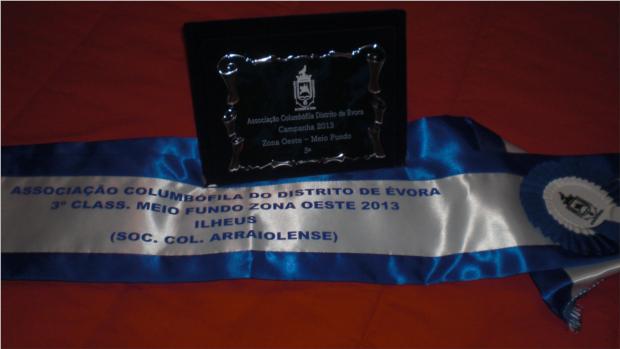 Associação Columbófila Distrito de Évora
Campanha 2013
Zona Oeste - Meio Fundo
3º
ASSOCIAÇÃO COLUMBÓFILA DO DISTRITO DE ÉVORA
3º CLASS. MEIO FUNDO ZONA OESTE 2013
ILHEUS
(SOC. COL. ARRAIOLENSE)